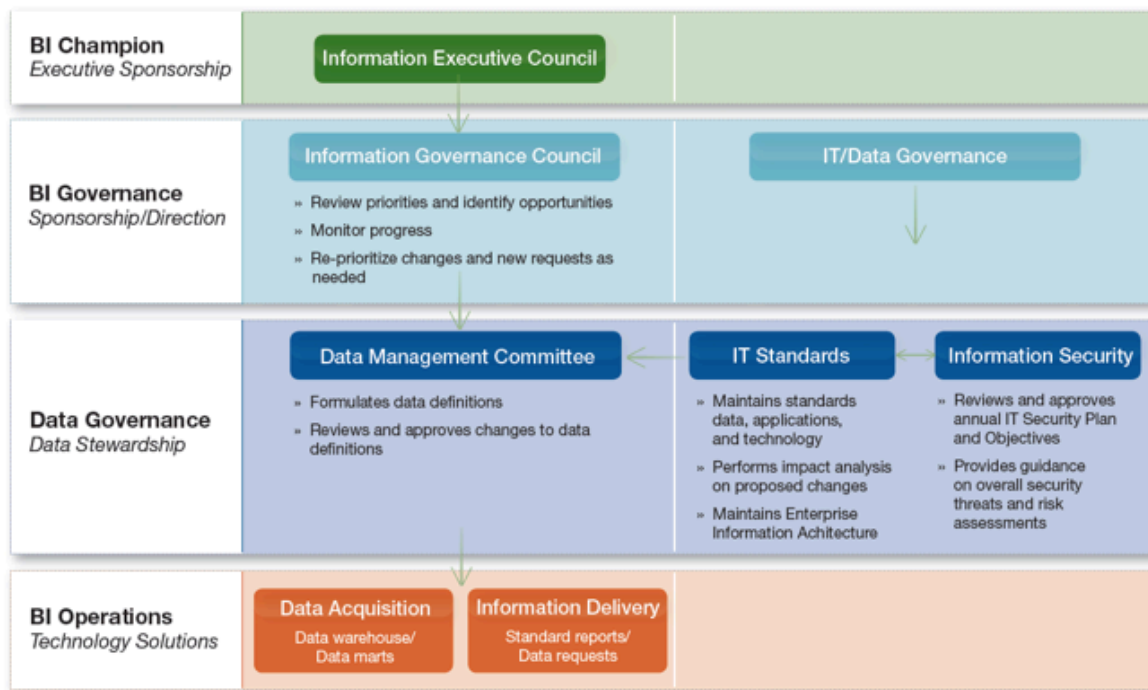 BI Champion
Executive Sponsorship
Information Executive Council
BI Governance
Sponsorship/Direction
Information Governance Council
» Review priorities and identify opportunities
» Monitor progress
» Re-prioritize changes and new requests as
needed
IT/Data Governance
Data Governance
Data Stewardship
Data Management Committee
» Formulates data definitions
» Reviews and approves changes to data
definitions
IT Standards
» Maintains standards
data, applications,
and technology
» Performs impact analysis
on proposed changes
» Maintains Enterprise
Information Achitecture
Information Security
» Reviews and approves
annual IT Security Plan
and Objectives
» Provides guidance
on overall security
threats and risk
assessments
BI Operations
Technology Solutions
Data Acquisition
Data warehouse/
Data marts
Information Delivery
Standard reports/
Data requests